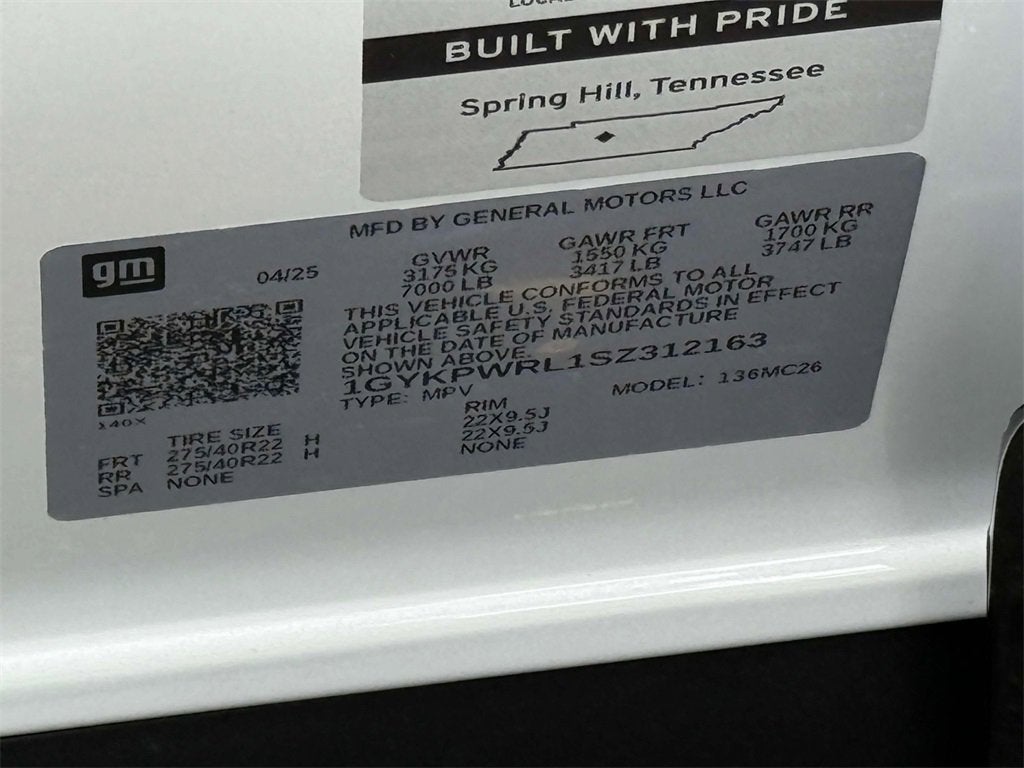 BUILT WITH PRIDE
Spring Hill, Tennessee
MFD BY GENERAL MOTORS LLC
gm
04/25
GVWR GAWR FRT GAWR RR
3175 KG 1550 KG 1700 KG
7000 LB 3417 LB 3747 LB
THIS VEHICLE CONFORMS TO ALL
APPLICABLE U.S. FEDERAL MOTOR
VEHICLE SAFETY STANDARDS IN EFFECT
ON THE DATE OF MANUFACTURE
SHOWN ABOVE.
1GYKPWRL1SZ312163
TYPE: MPV MODEL: 136MC26
140X
TIRE SIZE RIM
FRT 275/40R22 H 22X9.5J
RR 275/40R22 H 22X9.5J
SPA NONE NONE